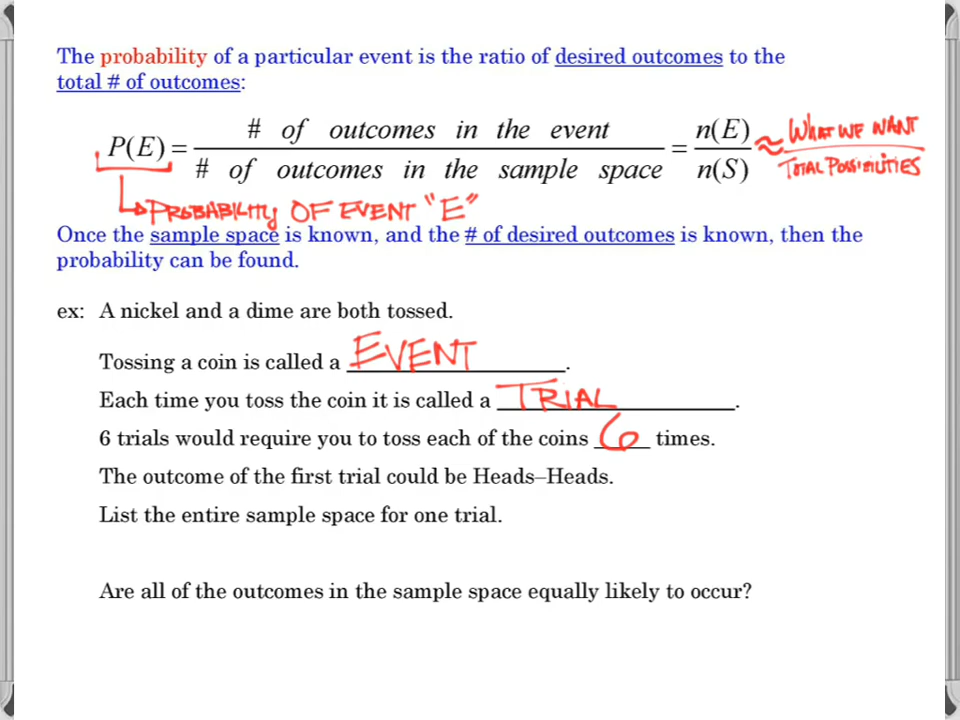 The probability of a particular event is the ratio of desired outcomes to the
total # of outcomes:
P(E) = # of outcomes in the event / # of outcomes in the sample space = n(E) / n(S) ≈ WHAT WE WANT / TOTAL POSSIBILITIES
PROBABILITY OF EVENT "E"
Once the sample space is known, and the # of desired outcomes is known, then the
probability can be found.
ex: A nickel and a dime are both tossed.
Tossing a coin is called a EVENT.
Each time you toss the coin it is called a TRIAL.
6 trials would require you to toss each of the coins 6 times.
The outcome of the first trial could be Heads–Heads.
List the entire sample space for one trial.
Are all of the outcomes in the sample space equally likely to occur?